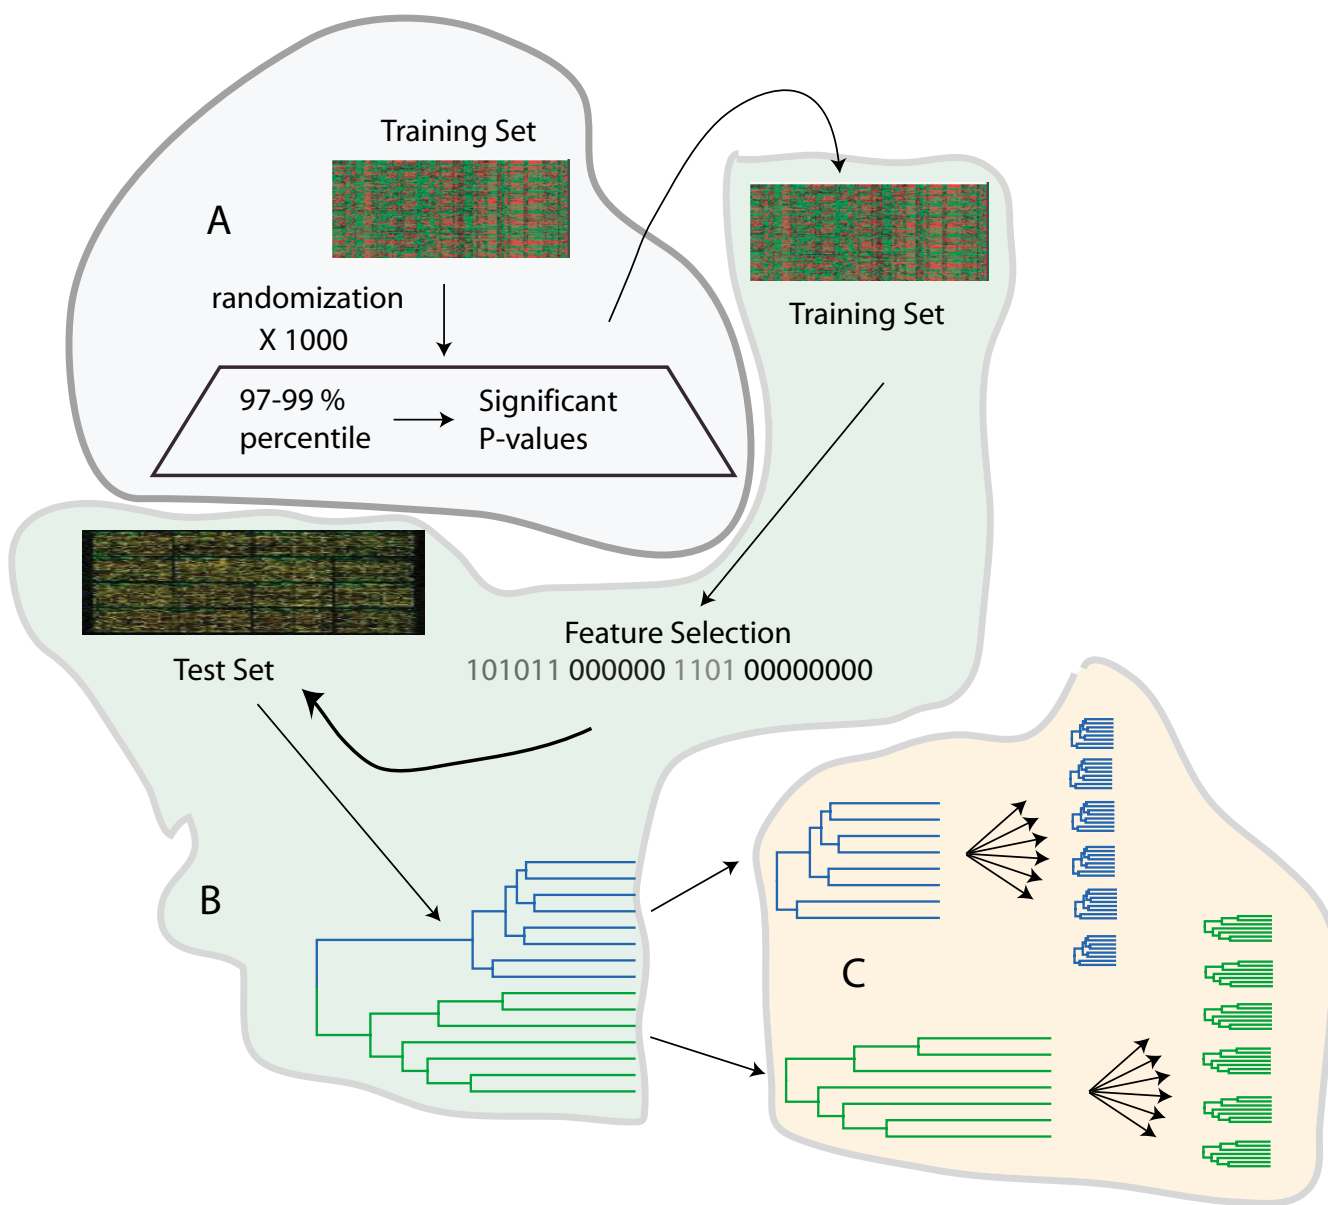 Training Set
A
randomization
X 1000
97-99 %
percentile
Significant
P-values
Training Set
Feature Selection
101011 000000 1101 00000000
Test Set
B
C